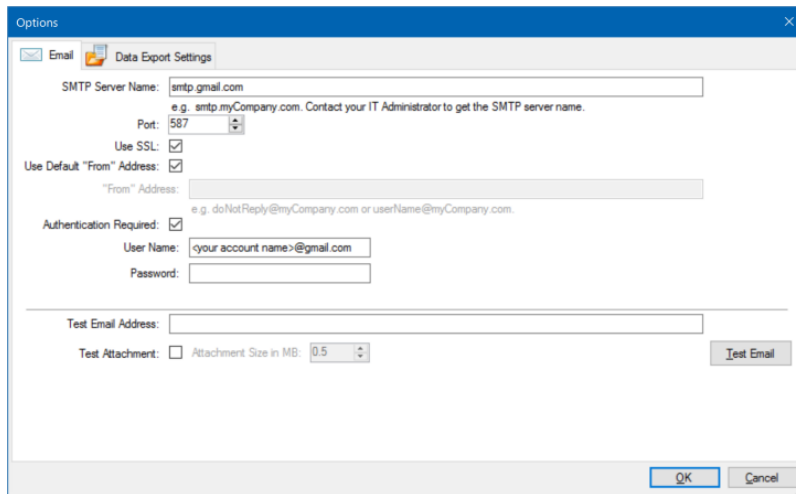 Options
Email Data Export Settings
SMTP Server Name: smtp.gmail.com
e.g. smtp.myCompany.com. Contact your IT Administrator to get the SMTP server name.
Port: 587
Use SSL:
Use Default "From" Address:
"From" Address:
e.g. doNotReply@myCompany.com or userName@myCompany.com.
Authentication Required:
User Name: <your account name>@gmail.com
Password:
Test Email Address:
Test Attachment: Attachment Size in MB: 0.5 Test Email
OK Cancel